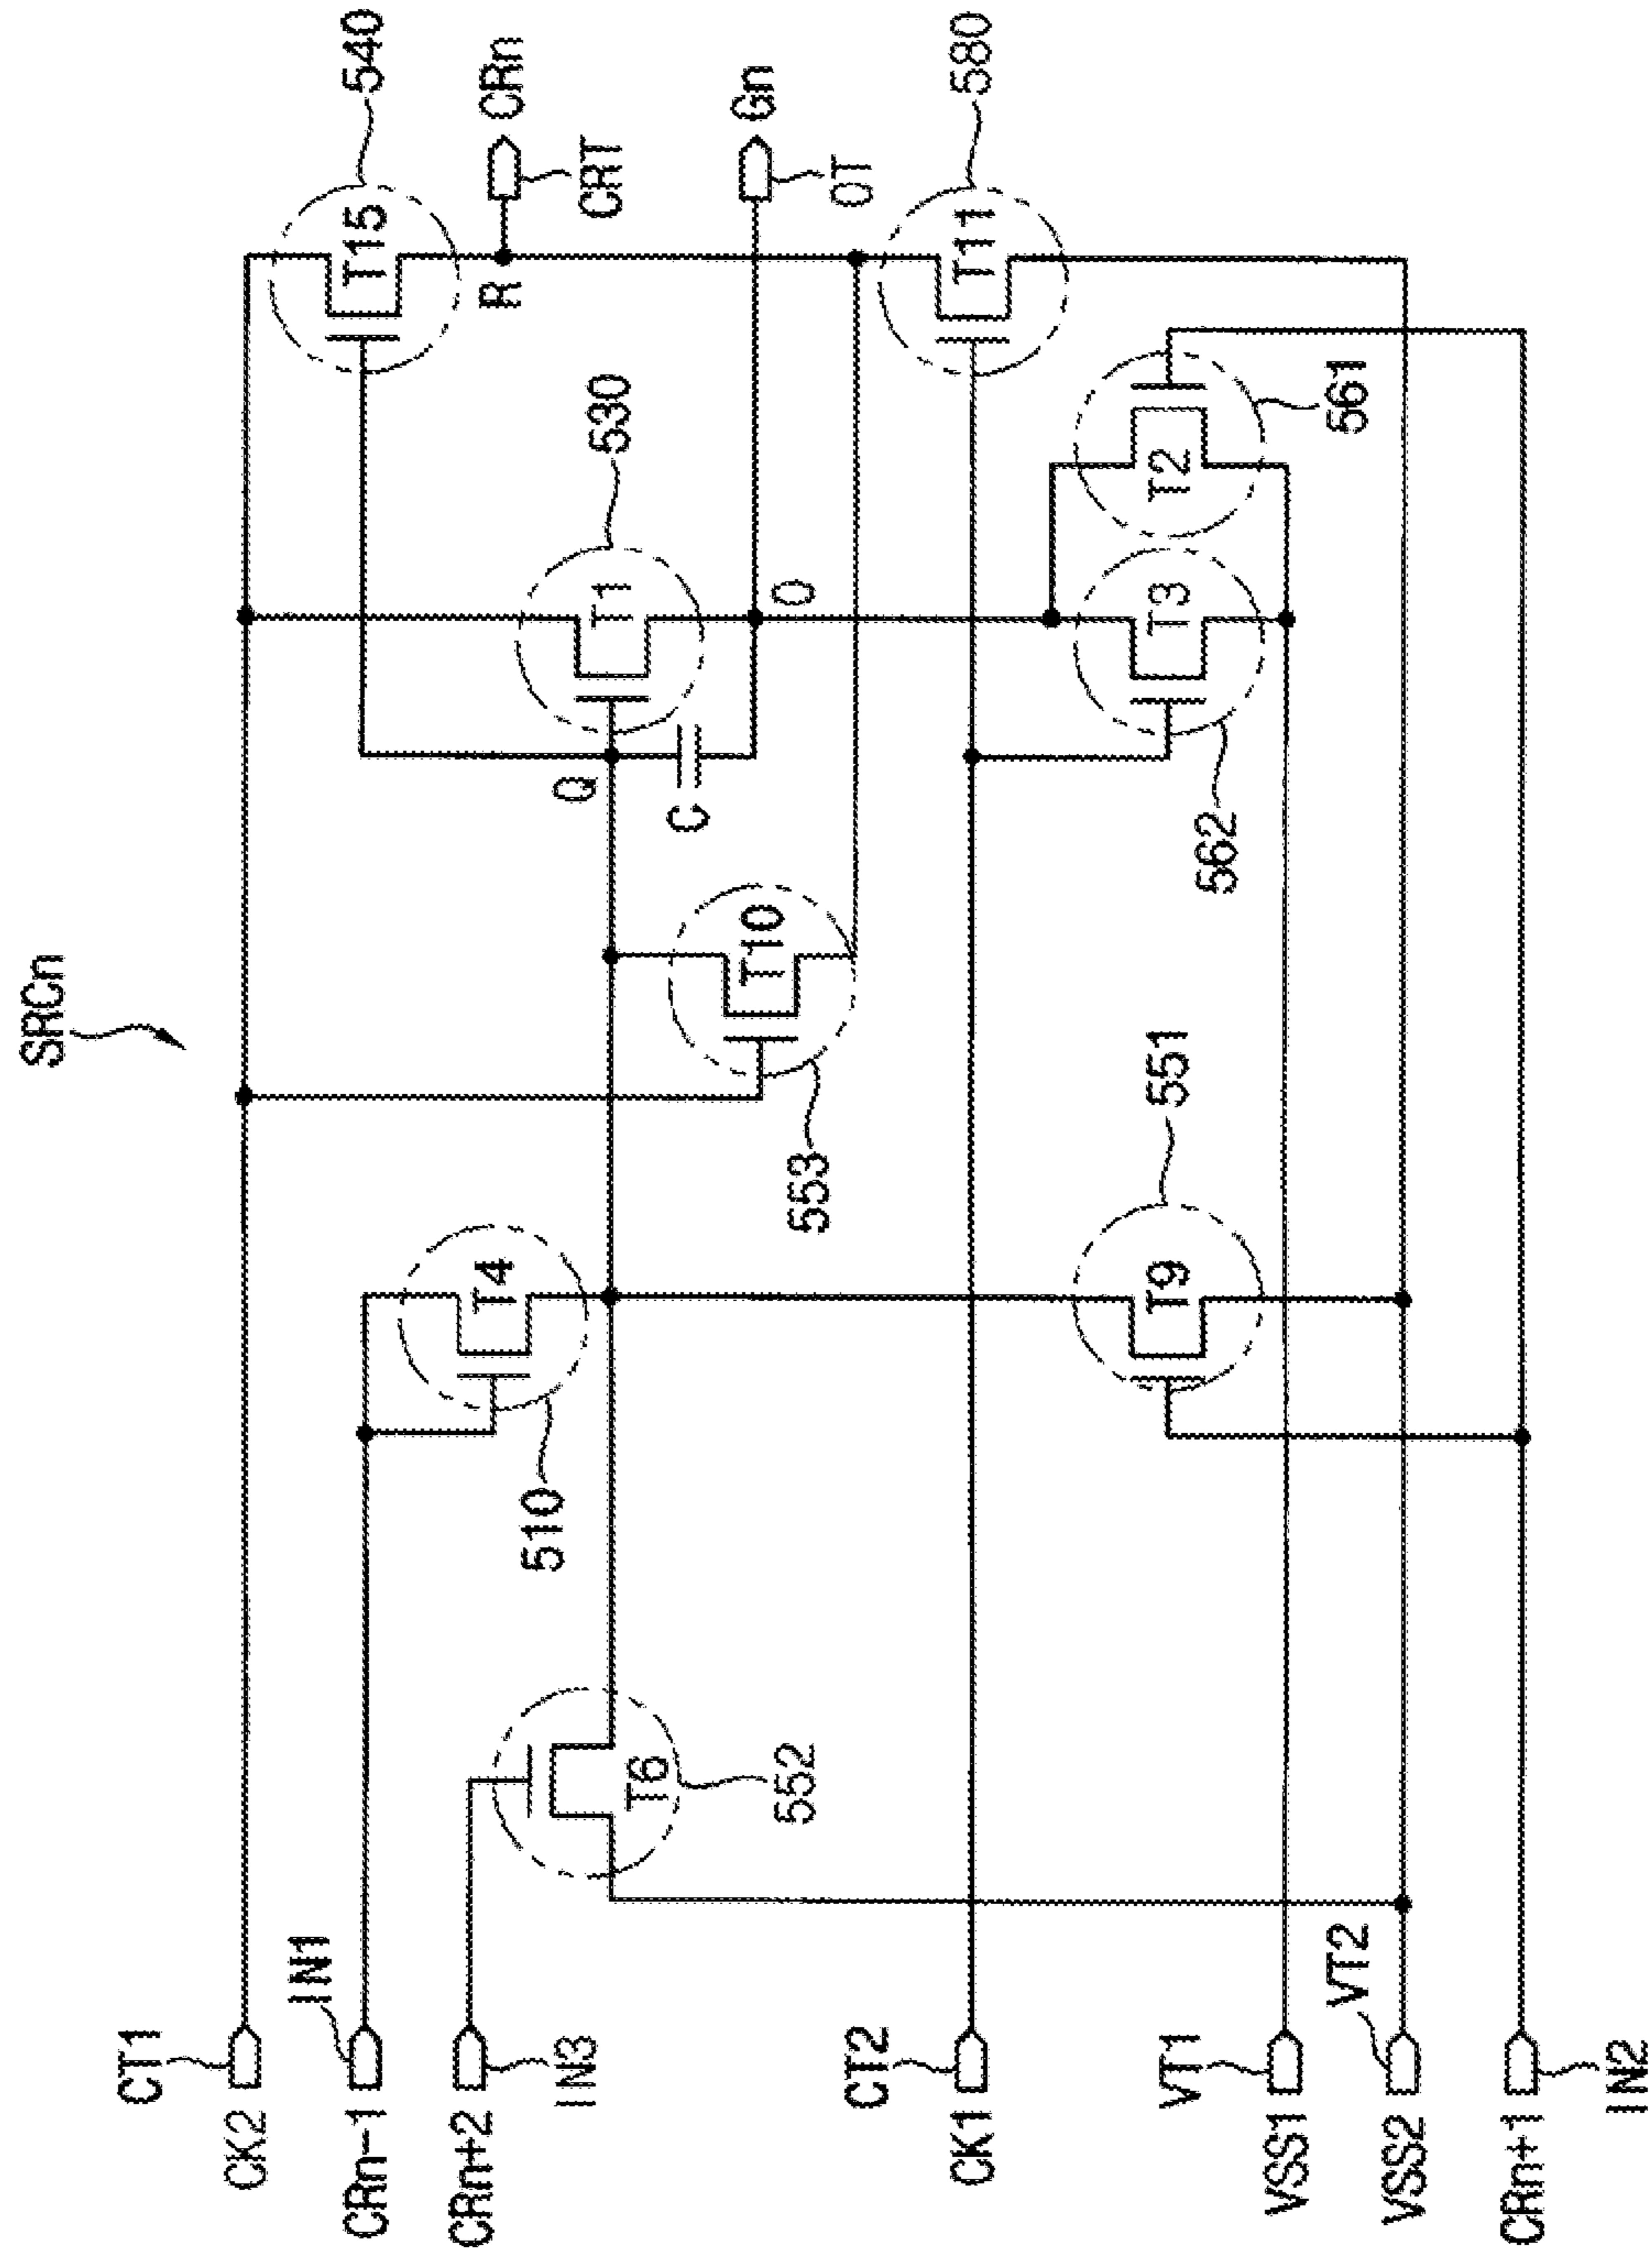 SRCn
CT1
CK2
IN1
CRn-1
CRn+2
IN3
CT2
CK1
VT1
VSS1
VT2
VSS2
CRn+1
IN2
T15
540
R
CRn
CRT
T1
530
Q
C
O
Gn
OT
T10
553
T4
510
T6
552
T11
580
T3
562
T2
561
T9
551